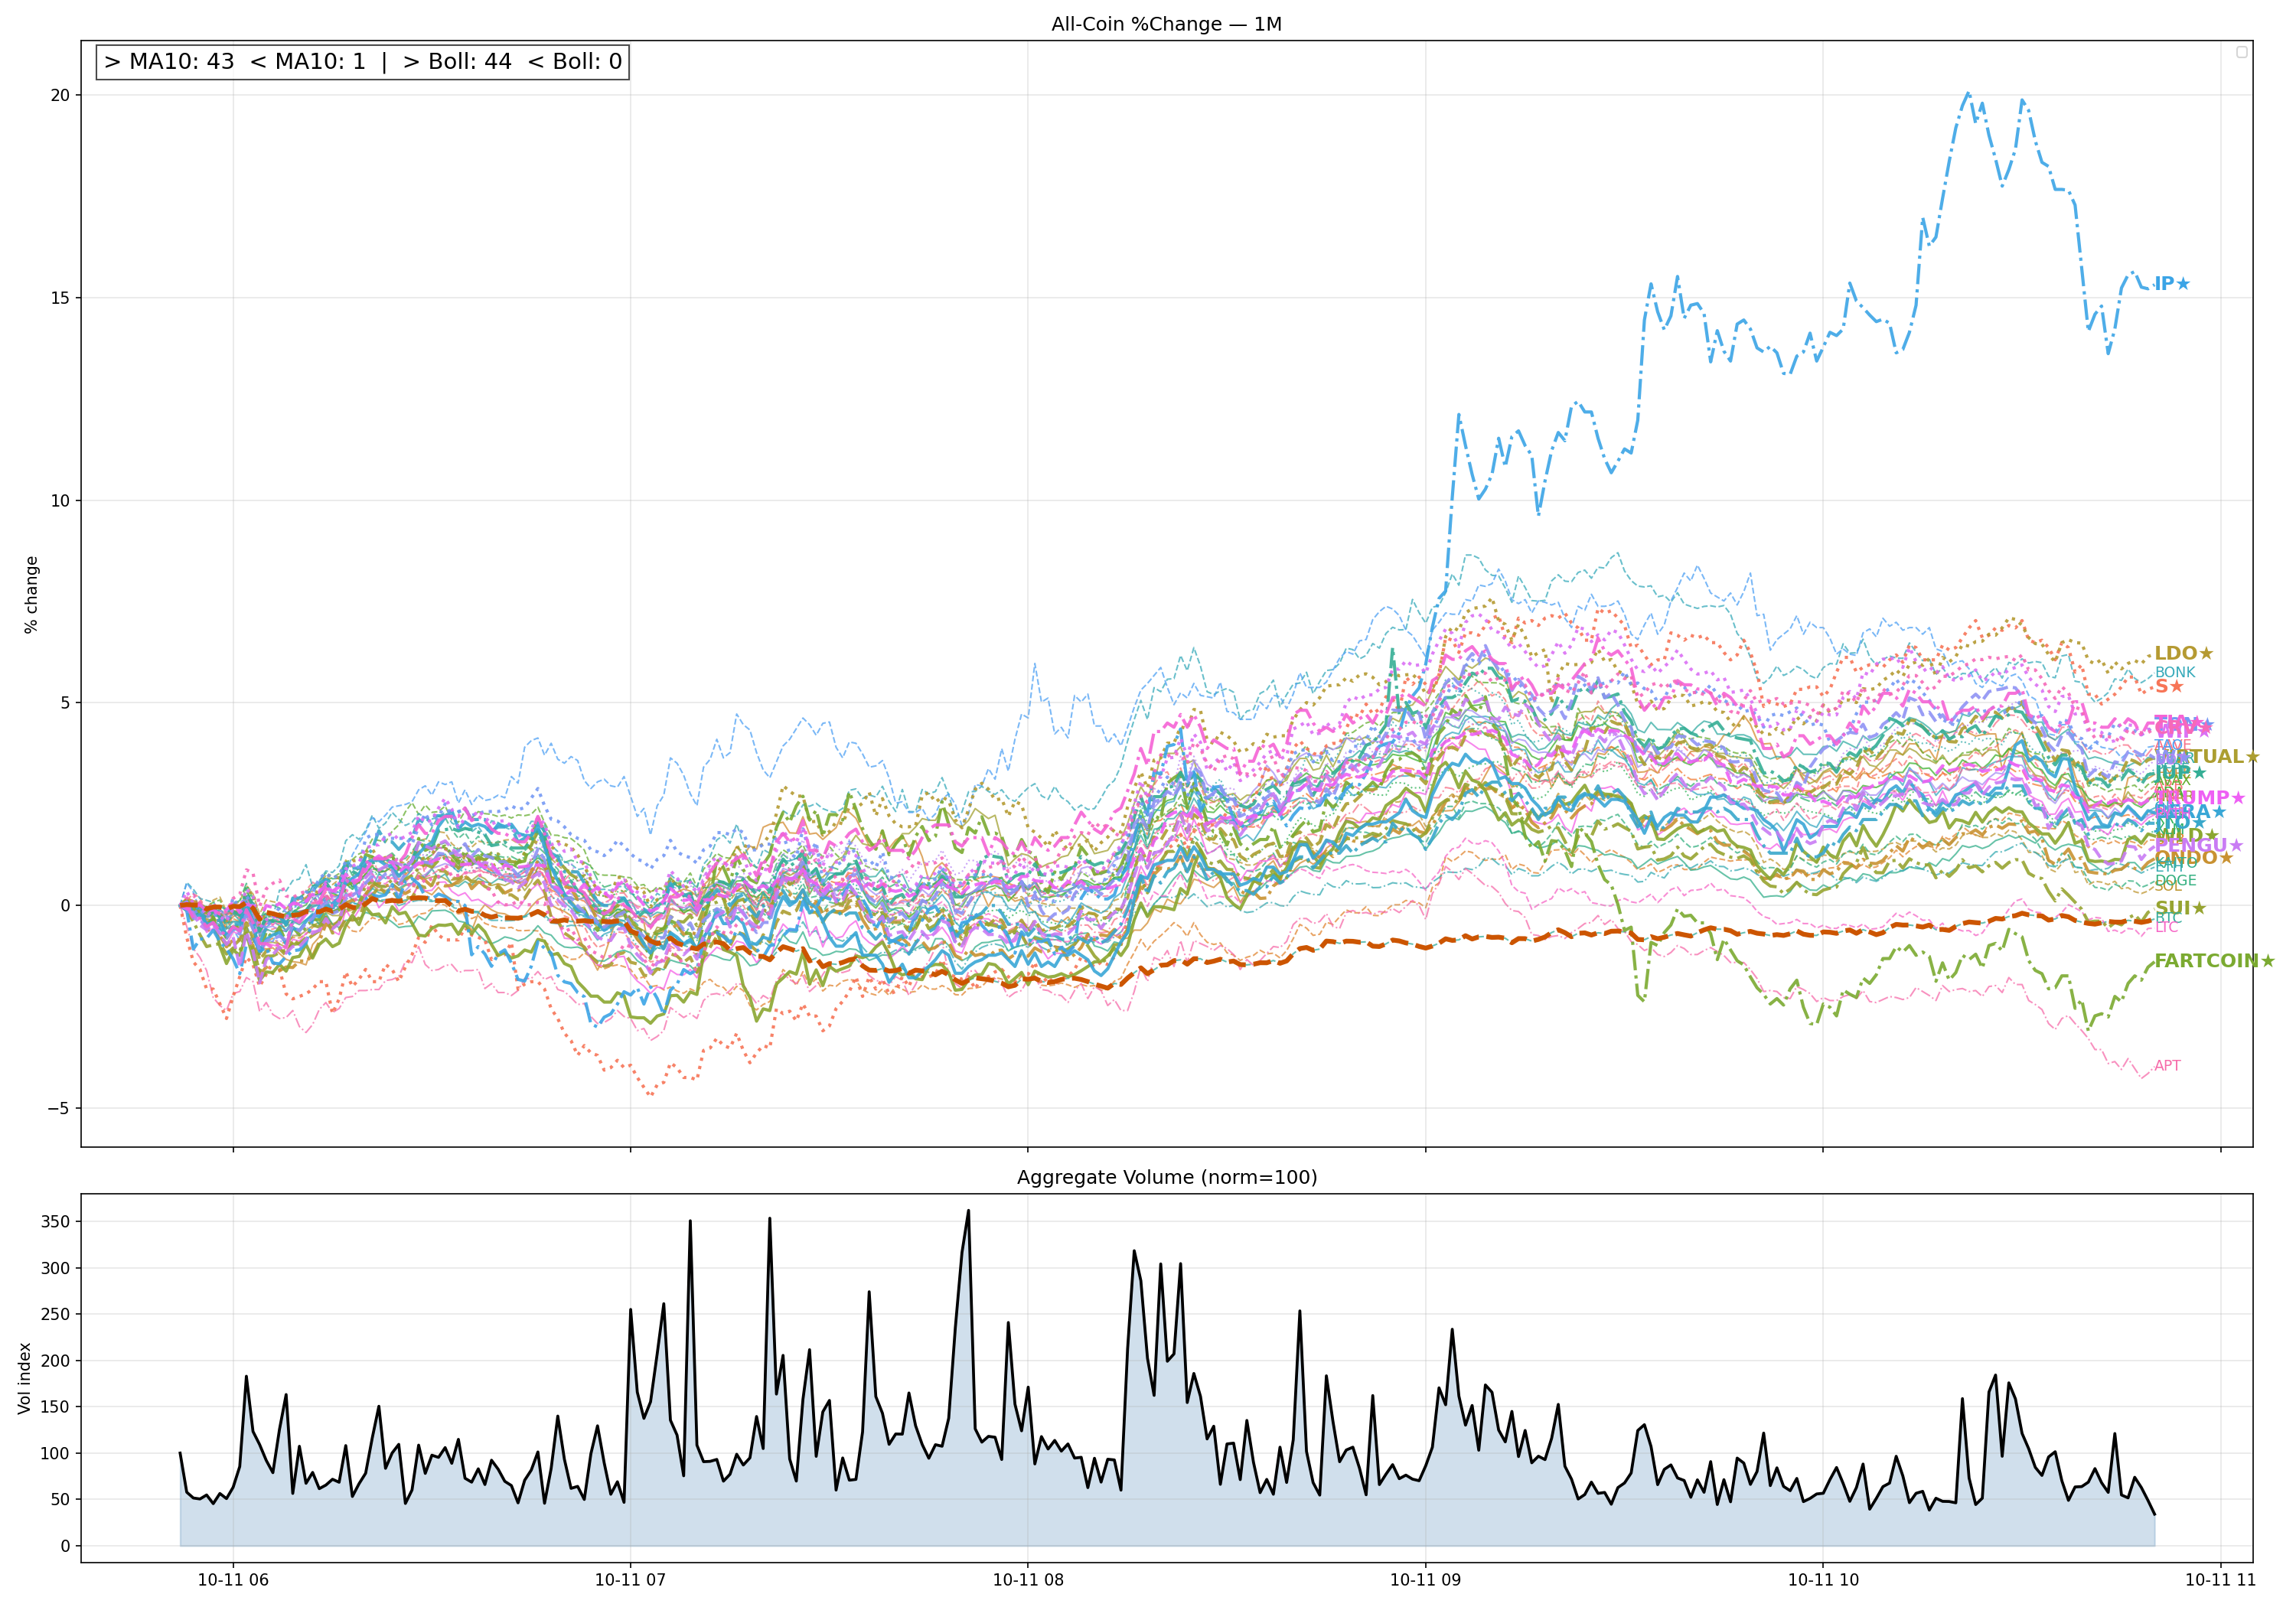 All-Coin %Change — 1M
> MA10: 43 < MA10: 1 | > Boll: 44 < Boll: 0
20
15
10
5
0
−5
% change
IP★
LDO★
BONK
S★
VIRTUAL★
JUP★
TRUMP★
BERA★
WLD★
PENGU★
ONDO★
DOGE
SOL
SUI★
BTC
LTC
FARTCOIN★
APT
Aggregate Volume (norm=100)
350
300
250
200
150
100
50
0
Vol index
10-11 06
10-11 07
10-11 08
10-11 09
10-11 10
10-11 11